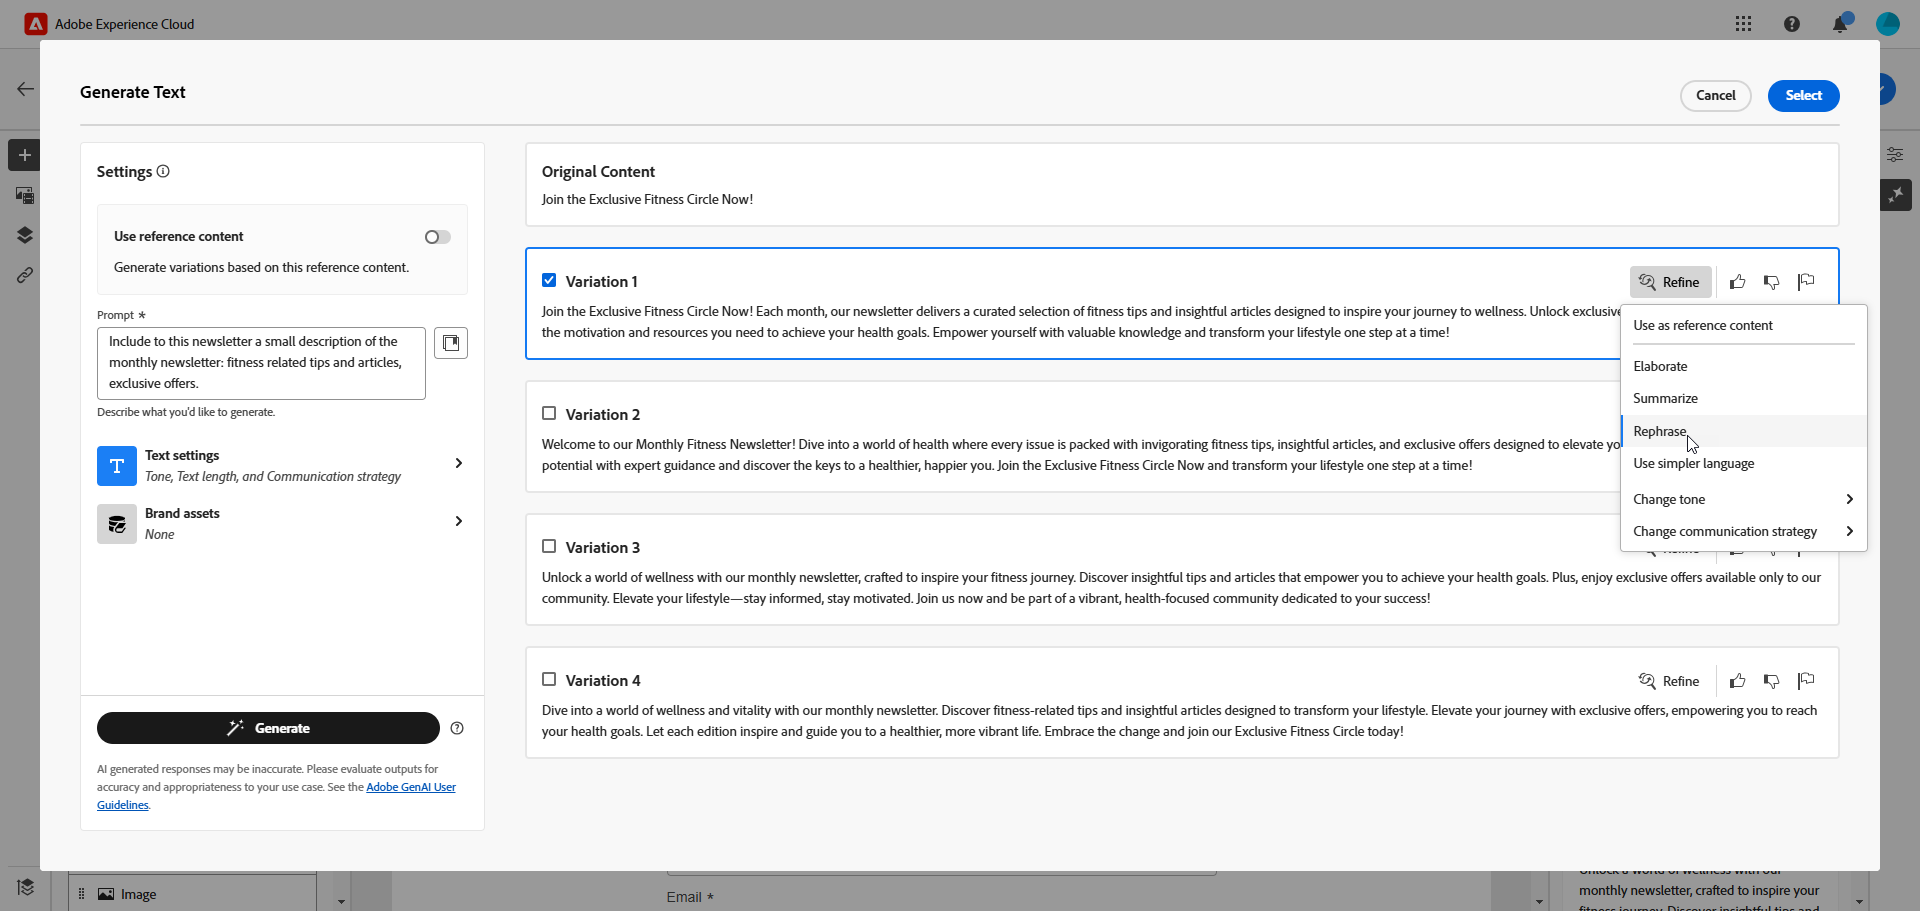 Adobe Experience Cloud
Generate Text
Cancel
Select
Settings
Use reference content
Generate variations based on this reference content.
Prompt *
Include to this newsletter a small description of the
monthly newsletter: fitness related tips and articles,
exclusive offers.
Describe what you'd like to generate.
Text settings
Tone, Text length, and Communication strategy
Brand assets
None
Generate
AI generated responses may be inaccurate. Please evaluate outputs for
accuracy and appropriateness to your use case. See the Adobe GenAI User
Guidelines.
Original Content
Join the Exclusive Fitness Circle Now!
Variation 1
Refine
Join the Exclusive Fitness Circle Now! Each month, our newsletter delivers a curated selection of fitness tips and insightful articles designed to inspire your journey to wellness. Unlock exclusive
the motivation and resources you need to achieve your health goals. Empower yourself with valuable knowledge and transform your lifestyle one step at a time!
Use as reference content
Elaborate
Summarize
Rephrase
Use simpler language
Change tone
Change communication strategy
Variation 2
Welcome to our Monthly Fitness Newsletter! Dive into a world of health where every issue is packed with invigorating fitness tips, insightful articles, and exclusive offers designed to elevate yo
potential with expert guidance and discover the keys to a healthier, happier you. Join the Exclusive Fitness Circle Now and transform your lifestyle one step at a time!
Variation 3
Refine
Unlock a world of wellness with our monthly newsletter, crafted to inspire your fitness journey. Discover insightful tips and articles that empower you to achieve your health goals. Plus, enjoy exclusive offers available only to our
community. Elevate your lifestyle—stay informed, stay motivated. Join us now and be part of a vibrant, health-focused community dedicated to your success!
Variation 4
Refine
Dive into a world of wellness and vitality with our monthly newsletter. Discover fitness-related tips and insightful articles designed to transform your lifestyle. Elevate your journey with exclusive offers, empowering you to reach
your health goals. Let each edition inspire and guide you to a healthier, more vibrant life. Embrace the change and join our Exclusive Fitness Circle today!
Image
Email *
Unlock a world of wellness with our
monthly newsletter, crafted to inspire your
fitness journey. Discover insightful tips and